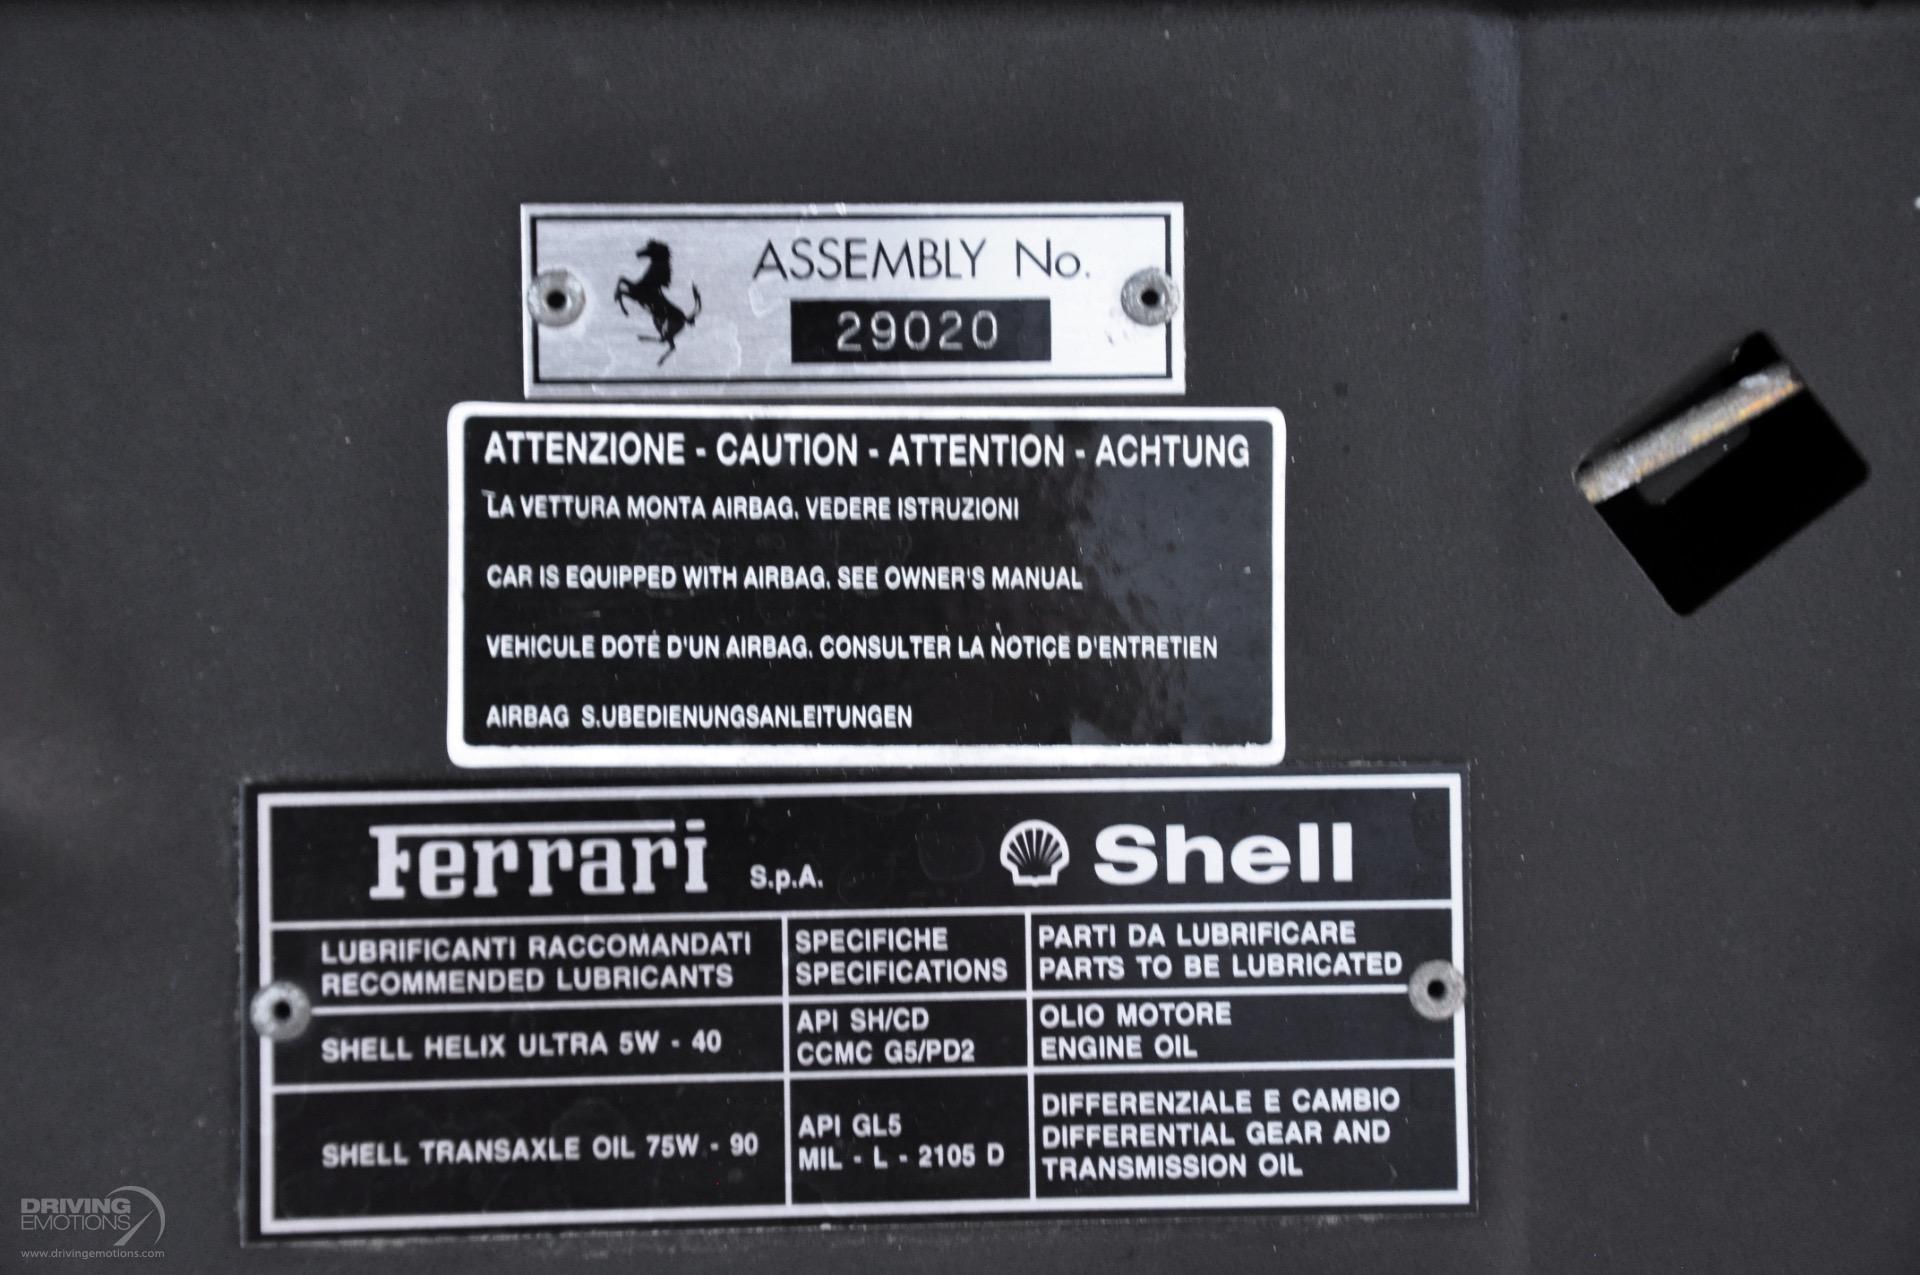 ASSEMBLY No.
29020
ATTENZIONE - CAUTION - ATTENTION - ACHTUNG
LA VETTURA MONTA AIRBAG. VEDERE ISTRUZIONI
CAR IS EQUIPPED WITH AIRBAG. SEE OWNER'S MANUAL
VEHICULE DOTÉ D'UN AIRBAG. CONSULTER LA NOTICE D'ENTRETIEN
AIRBAG S.UBEDIENUNGSANLEITUNGEN
Ferrari S.p.A. Shell
LUBRIFICANTI RACCOMANDATI
RECOMMENDED LUBRICANTS
SPECIFICHE
SPECIFICATIONS
PARTI DA LUBRIFICARE
PARTS TO BE LUBRICATED
SHELL HELIX ULTRA 5W - 40
API SH/CD
CCMC G5/PD2
OLIO MOTORE
ENGINE OIL
SHELL TRANSAXLE OIL 75W - 90
API GL5
MIL - L - 2105 D
DIFFERENZIALE E CAMBIO
DIFFERENTIAL GEAR AND
TRANSMISSION OIL
DRIVING
EMOTIONS
www.drivingemotions.com